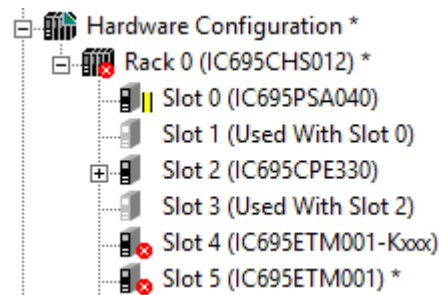 Hardware Configuration *
Rack 0 (IC695CHS012) *
Slot 0 (IC695PSA040)
Slot 1 (Used With Slot 0)
Slot 2 (IC695CPE330)
Slot 3 (Used With Slot 2)
Slot 4 (IC695ETM001-Kxxx)
Slot 5 (IC695ETM001) *